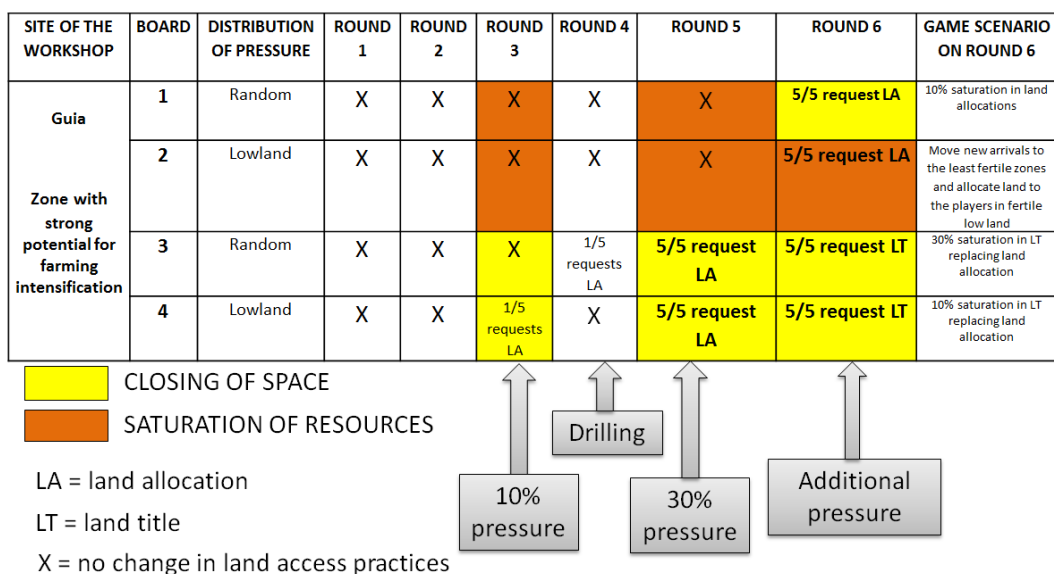 SITE OF THE WORKSHOP
BOARD
DISTRIBUTION OF PRESSURE
ROUND 1
ROUND 2
ROUND 3
ROUND 4
ROUND 5
ROUND 6
GAME SCENARIO ON ROUND 6
Guia
Zone with strong potential for farming intensification
1
Random
X
X
X
X
X
5/5 request LA
10% saturation in land allocations
2
Lowland
X
X
X
X
X
5/5 request LA
Move new arrivals to the least fertile zones and allocate land to the players in fertile low land
3
Random
X
X
X
1/5 requests LA
5/5 request LA
5/5 request LT
30% saturation in LT replacing land allocation
4
Lowland
X
X
1/5 requests LA
X
5/5 request LA
5/5 request LT
10% saturation in LT replacing land allocation
CLOSING OF SPACE
SATURATION OF RESOURCES
LA = land allocation
LT = land title
X = no change in land access practices
10% pressure
Drilling
30% pressure
Additional pressure